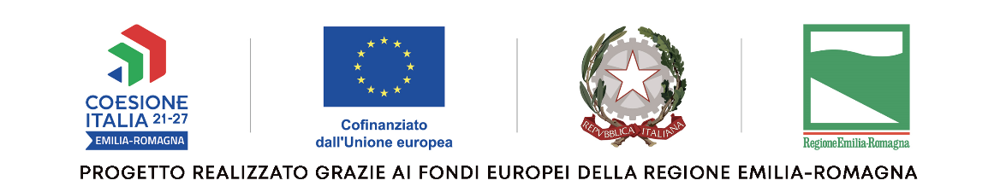 COESIONE
ITALIA 21-27
EMILIA-ROMAGNA
Cofinanziato
dall'Unione europea
REPVBBLICA ITALIANA
RegioneEmilia-Romagna
PROGETTO REALIZZATO GRAZIE AI FONDI EUROPEI DELLA REGIONE EMILIA-ROMAGNA